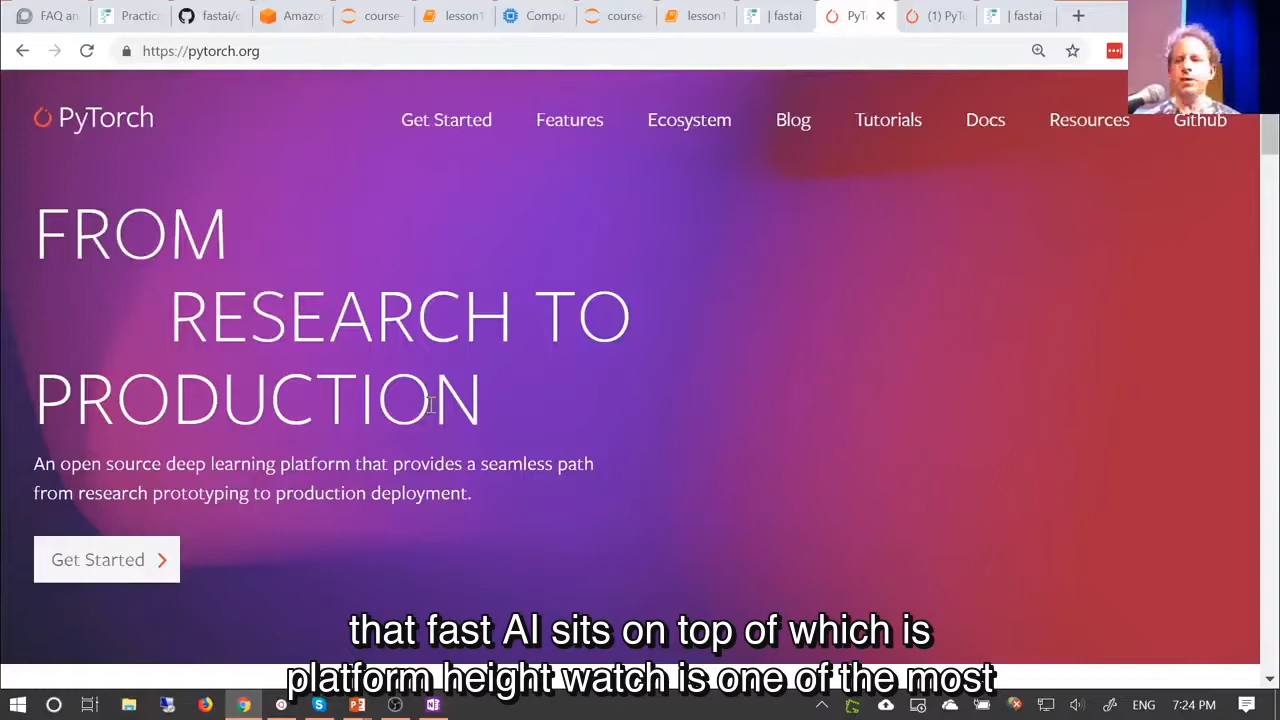 FAQ an
Practic
fastai/c
Amazo
course
lesson1
Compu
course
lesson1
| fastai
PyT
(1) PyT
| fastai
https://pytorch.org
PyTorch
Get Started
Features
Ecosystem
Blog
Tutorials
Docs
Resources
Github
FROM
RESEARCH TO
PRODUCTION
An open source deep learning platform that provides a seamless path
from research prototyping to production deployment.
Get Started
that fast AI sits on top of which is
platform height watch is one of the most
ENG
7:24 PM